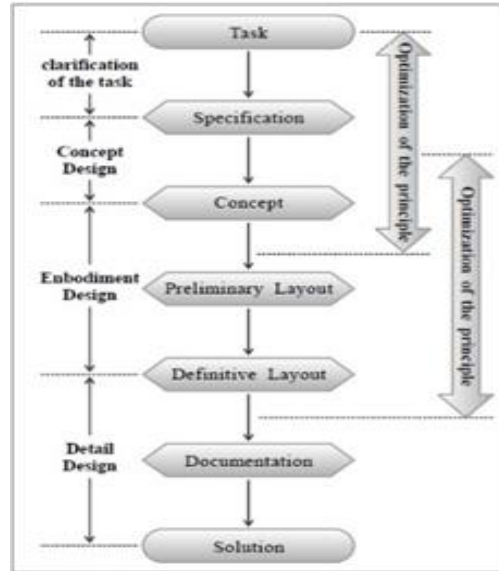 Task
clarification
of the task
Specification
Concept
Design
Concept
Enbodiment
Design
Preliminary Layout
Definitive Layout
Detail
Design
Documentation
Solution
Optimization of the principle
Optimization of the principle